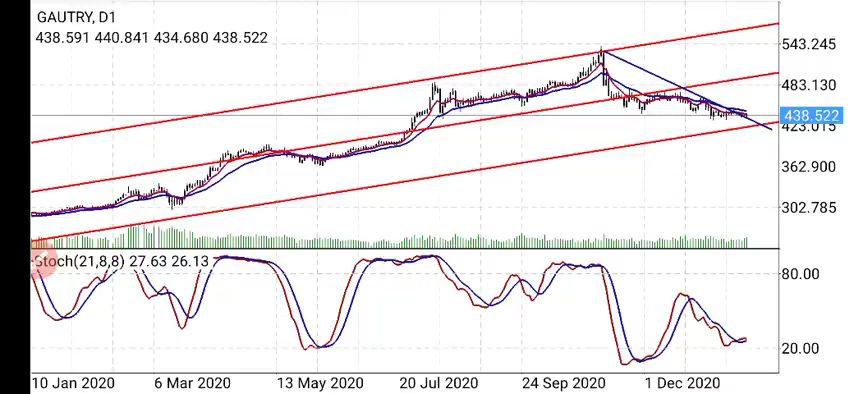 GAUTRY, D1
438.591 440.841 434.680 438.522
543.245
483.130
438.522
423.015
362.900
302.785
Stoch(21,8,8) 27.63 26.13
80.00
20.00
10 Jan 2020 6 Mar 2020 13 May 2020 20 Jul 2020 24 Sep 2020 1 Dec 2020